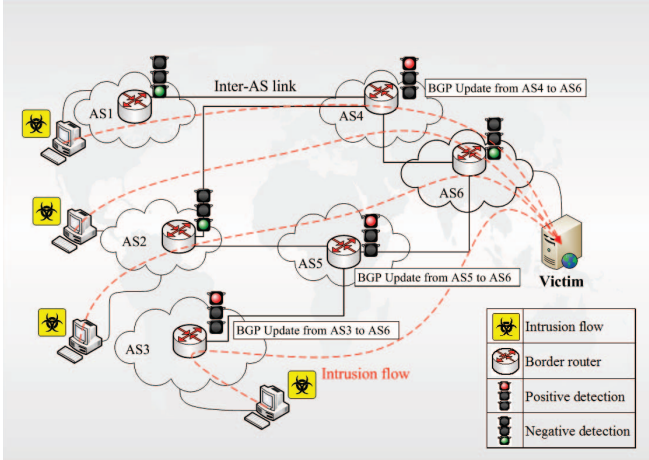 Inter-AS link
BGP Update from AS4 to AS6
AS1
AS4
AS6
AS2
AS5
Victim
BGP Update from AS5 to AS6
BGP Update from AS3 to AS6
AS3
Intrusion flow
Intrusion flow
Border router
Positive detection
Negative detection